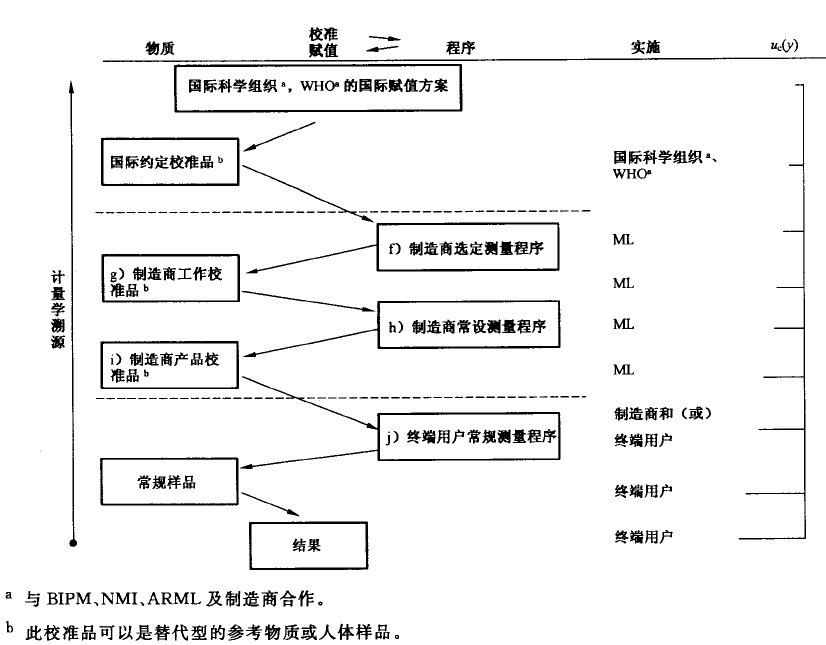 物质
校准
赋值
程序
实施
uc(y)
国际科学组织a，WHOa 的国际赋值方案
国际约定校准品b
国际科学组织a、
WHOa
f）制造商选定测量程序
ML
g）制造商工作校
准品b
ML
h）制造商常设测量程序
ML
i）制造商产品校
准品b
ML
计量学溯源
j）终端用户常规测量程序
制造商和（或）
终端用户
常规样品
终端用户
结果
终端用户
a 与 BIPM、NMI、ARML 及制造商合作。
b 此校准品可以是替代型的参考物质或人体样品。